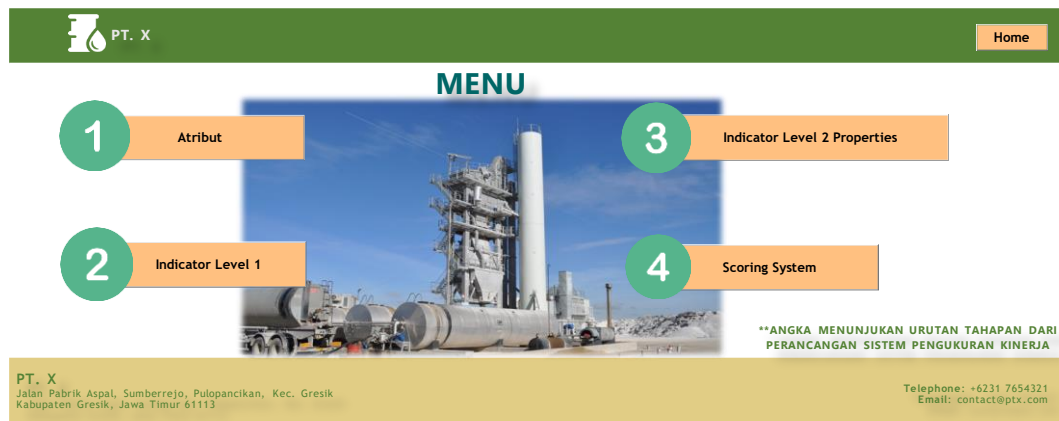 PT. X
Home
MENU
1
Atribut
3
Indicator Level 2 Properties
2
Indicator Level 1
4
Scoring System
**ANGKA MENUNJUKAN URUTAN TAHAPAN DARI
PERANCANGAN SISTEM PENGUKURAN KINERJA
PT. X
Jalan Pabrik Aspal, Sumberrejo, Pulopancikan, Kec. Gresik
Kabupaten Gresik, Jawa Timur 61113
Telephone: +6231 7654321
Email: contact@ptx.com